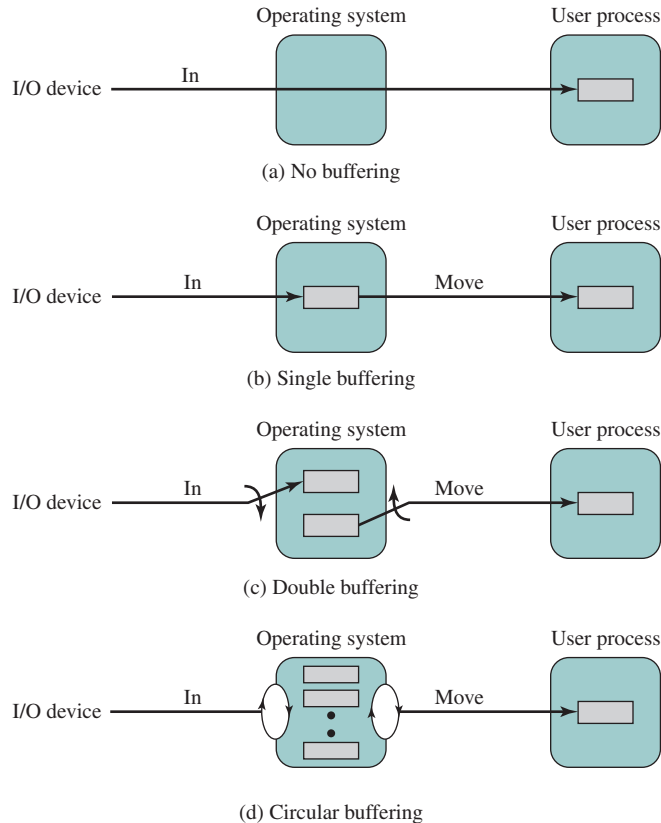 Operating system User process
In
I/O device
(a) No buffering
Operating system User process
In Move
I/O device
(b) Single buffering
Operating system User process
In Move
I/O device
(c) Double buffering
Operating system User process
In Move
I/O device
(d) Circular buffering